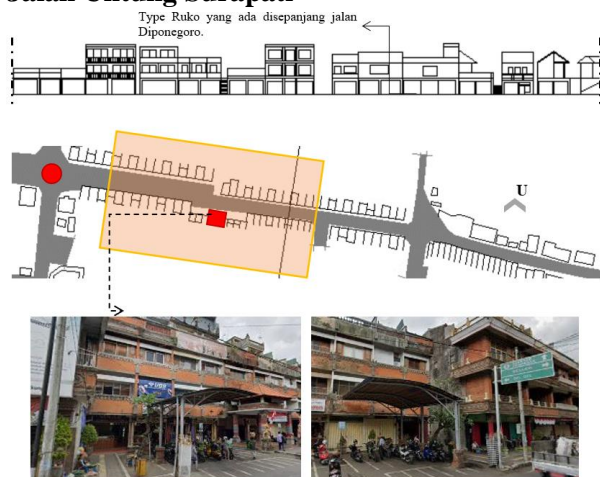 Jalan Untung Surapati
Type Ruko yang ada disepanjang jalan
Diponegoro.
U